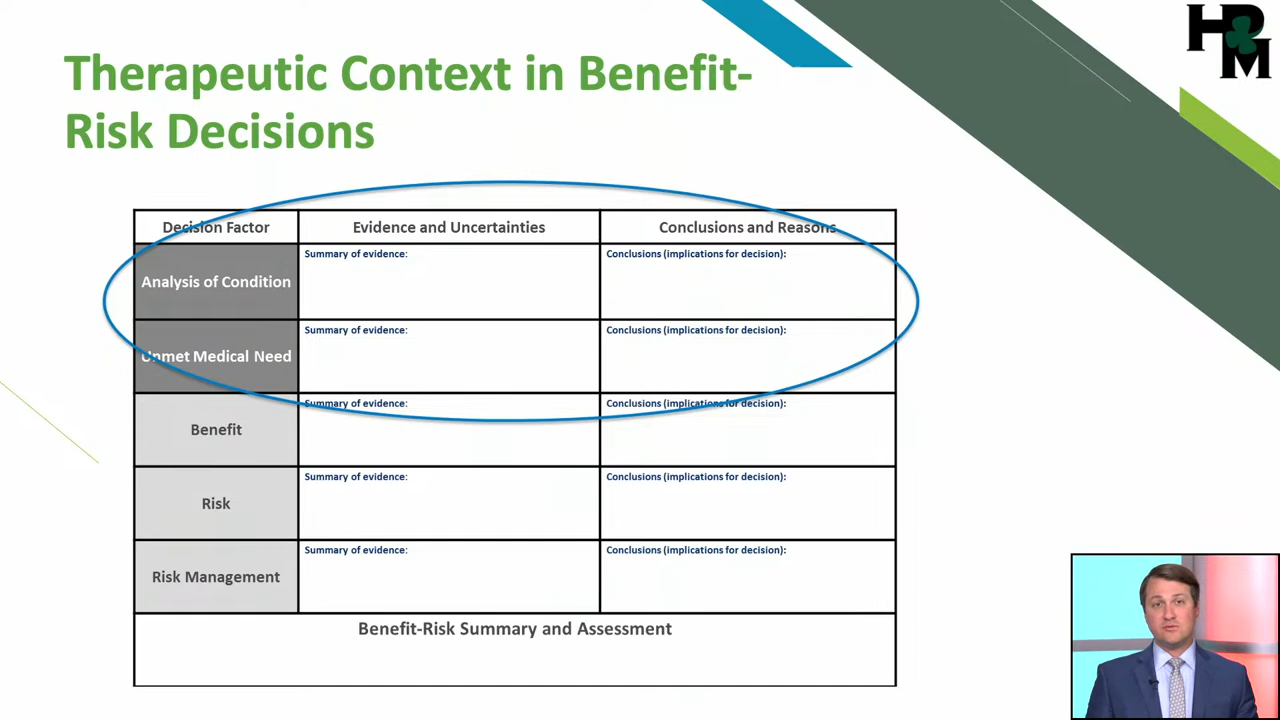 HPM
Therapeutic Context in Benefit-
Risk Decisions
Decision Factor
Evidence and Uncertainties
Conclusions and Reasons
Analysis of Condition
Summary of evidence:
Conclusions (implications for decision):
Unmet Medical Need
Summary of evidence:
Conclusions (implications for decision):
Benefit
Summary of evidence:
Conclusions (implications for decision):
Risk
Summary of evidence:
Conclusions (implications for decision):
Risk Management
Summary of evidence:
Conclusions (implications for decision):
Benefit-Risk Summary and Assessment